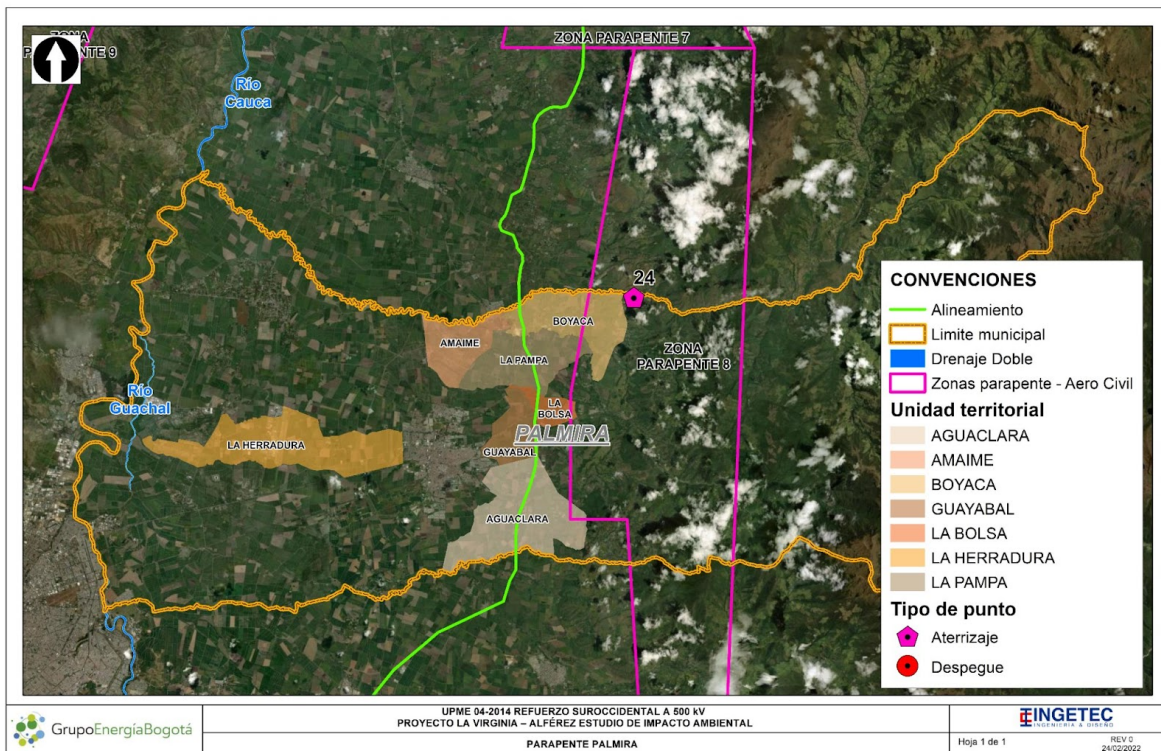 ZONA PARAPENTE 7
ZONA
PARAPENTE 9
Río
Cauca
24
BOYACA
AMAIME
LA PAMPA
ZONA
PARAPENTE 8
Río
Guachal
LA
BOLSA
PALMIRA
LA HERRADURA
GUAYABAL
AGUACLARA
CONVENCIONES
Alineamiento
Limite municipal
Drenaje Doble
Zonas parapente - Aero Civil
Unidad territorial
AGUACLARA
AMAIME
BOYACA
GUAYABAL
LA BOLSA
LA HERRADURA
LA PAMPA
Tipo de punto
Aterrizaje
Despegue
GrupoEnergíaBogotá
UPME 04-2014 REFUERZO SUROCCIDENTAL A 500 kV
PROYECTO LA VIRGINIA – ALFÉREZ ESTUDIO DE IMPACTO AMBIENTAL
PARAPENTE PALMIRA
INGETEC
INGENIERÍA & DISEÑO
Hoja 1 de 1
REV 0
24/02/2022